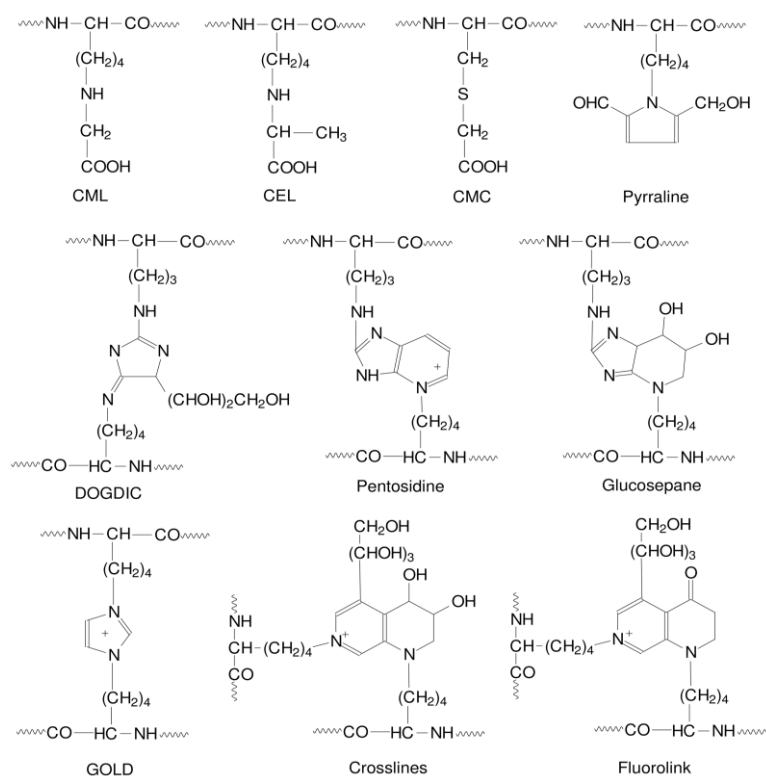 NH CH CO NH CH CO NH CH CO NH CH CO
(CH2)4 (CH2)4 CH2 (CH2)4
NH NH S N
OHC CH2OH
CH2 CH CH3 CH2
COOH COOH COOH
CML CEL CMC Pyrraline
NH CH CO NH CH CO NH CH CO
(CH2)3 (CH2)3 (CH2)3
NH NH NH OH
OH
N N N N
N (CHOH)2CH2OH NH N + N N
(CH2)4 (CH2)4 (CH2)4
CO HC NH CO HC NH CO HC NH
DOGDIC Pentosidine Glucosepane
NH CH CO CH2OH CH2OH
(CHOH)3 (CHOH)3
(CH2)4 OH O
NH OH NH
N
+ CH (CH2)4 N+ CH (CH2)4 N+
N CO N CO N
(CH2)4 (CH2)4 (CH2)4
CO HC NH CO HC NH CO HC NH
GOLD Crosslines Fluorolink